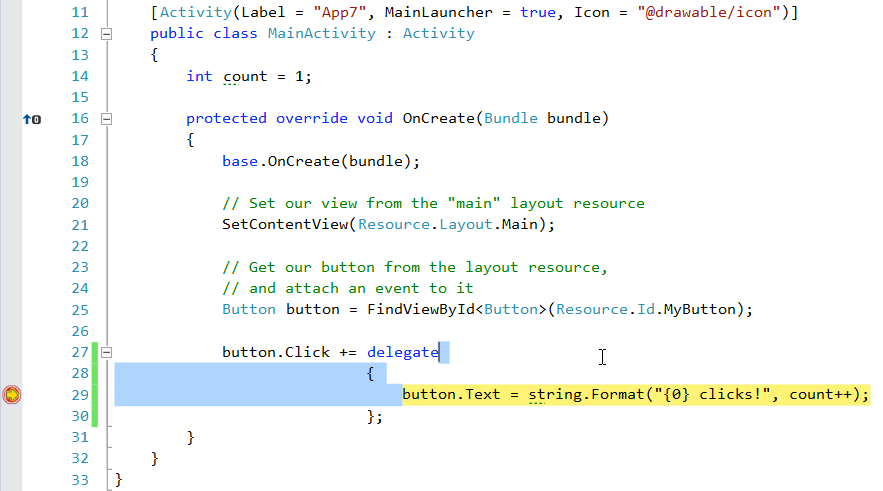 11 [Activity(Label = "App7", MainLauncher = true, Icon = "@drawable/icon")]
12 public class MainActivity : Activity
13 {
14 int count = 1;
15
16 protected override void OnCreate(Bundle bundle)
17 {
18 base.OnCreate(bundle);
19
20 // Set our view from the "main" layout resource
21 SetContentView(Resource.Layout.Main);
22
23 // Get our button from the layout resource,
24 // and attach an event to it
25 Button button = FindViewById<Button>(Resource.Id.MyButton);
26
27 button.Click += delegate
28 {
29 button.Text = string.Format("{0} clicks!", count++);
30 };
31 }
32 }
33 }